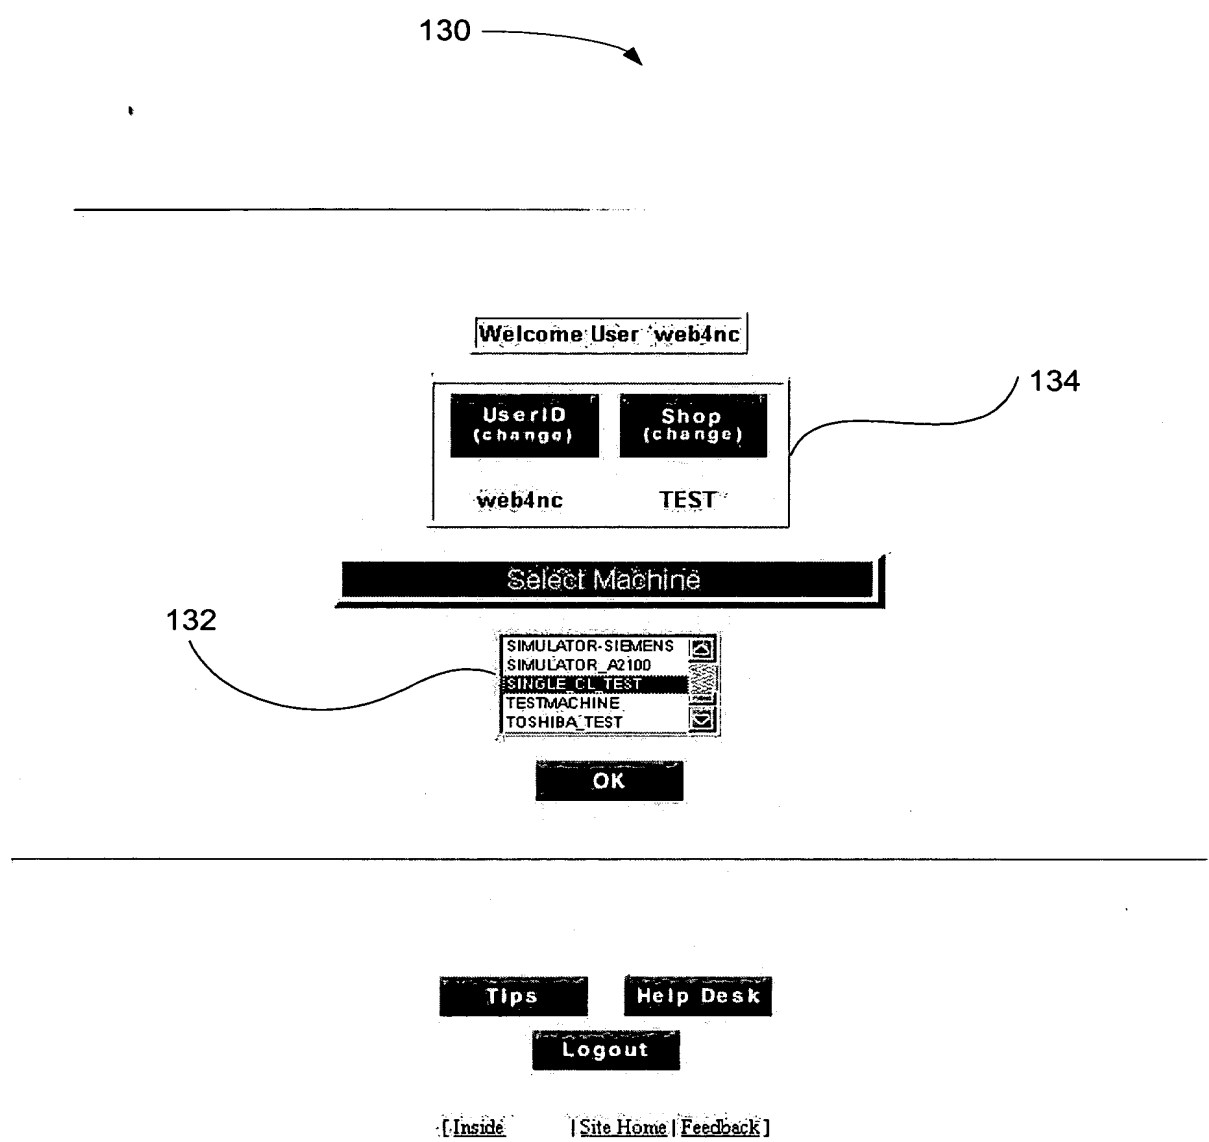 130
Welcome User web4nc
134
UserID Shop
(change) (change)
web4nc TEST
Select Machine
132
SIMULATOR-SIEMENS
SIMULATOR_A2100
SINGLE_CL_TEST
TESTMACHINE
TOSHIBA_TEST
OK
Tips Help Desk
Logout
[ Inside | Site Home | Feedback ]